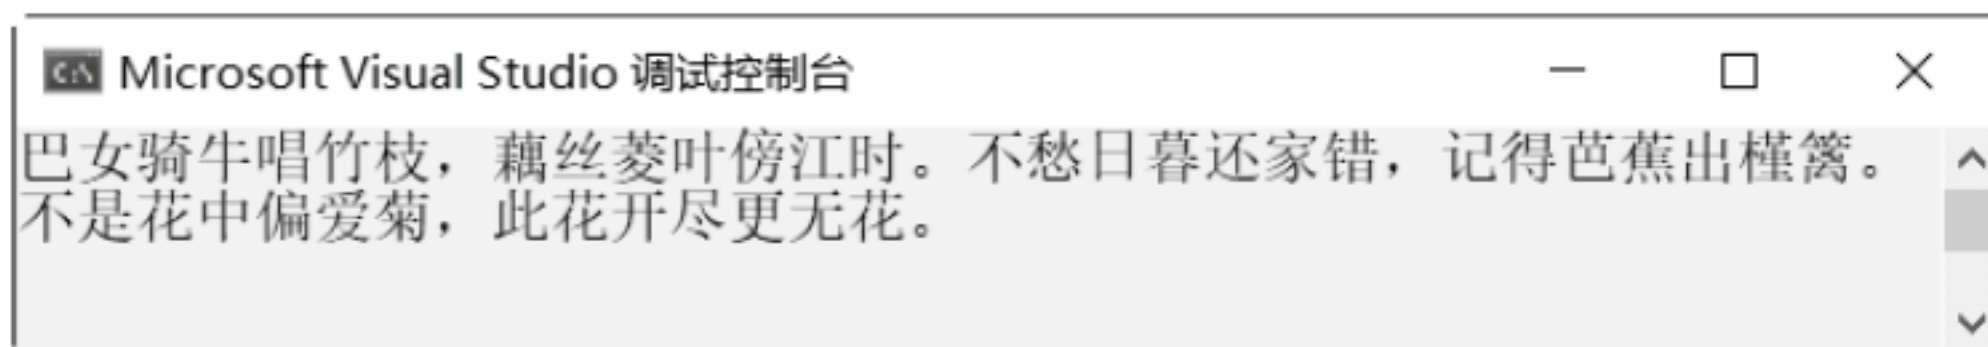 Microsoft Visual Studio 调试控制台
巴女骑牛唱竹枝，藕丝菱叶傍江时。不愁日暮还家错，记得芭蕉出槿篱。
不是花中偏爱菊，此花开尽更无花。